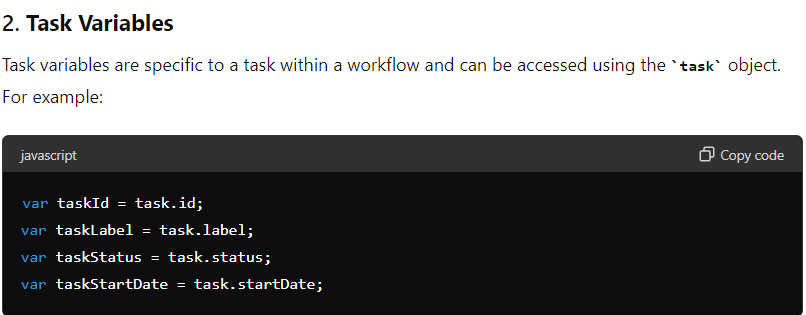 2. Task Variables
Task variables are specific to a task within a workflow and can be accessed using the `task` object.
For example:
javascript
Copy code
var taskId = task.id;
var taskLabel = task.label;
var taskStatus = task.status;
var taskStartDate = task.startDate;